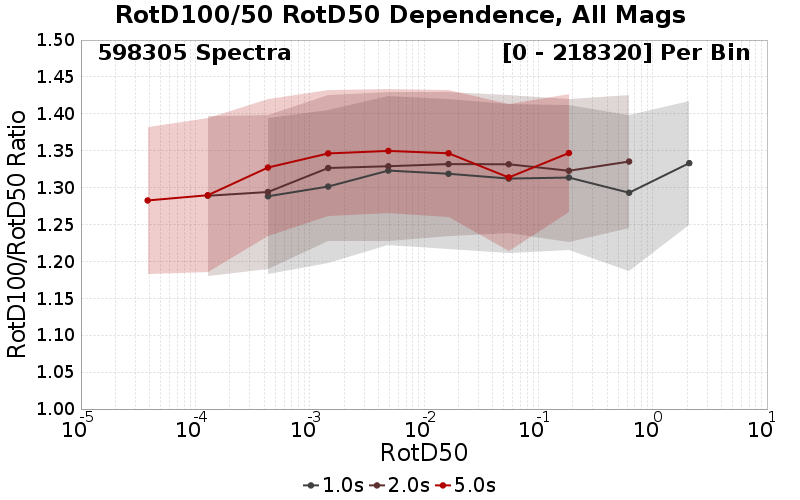 RotD100/50 RotD50 Dependence, All Mags
598305 Spectra
[0 - 218320] Per Bin
RotD100/RotD50 Ratio
1.50
1.45
1.40
1.35
1.30
1.25
1.20
1.15
1.10
1.05
1.00
10^-5 10^-4 10^-3 10^-2 10^-1 10^0 10^1
RotD50
1.0s 2.0s 5.0s